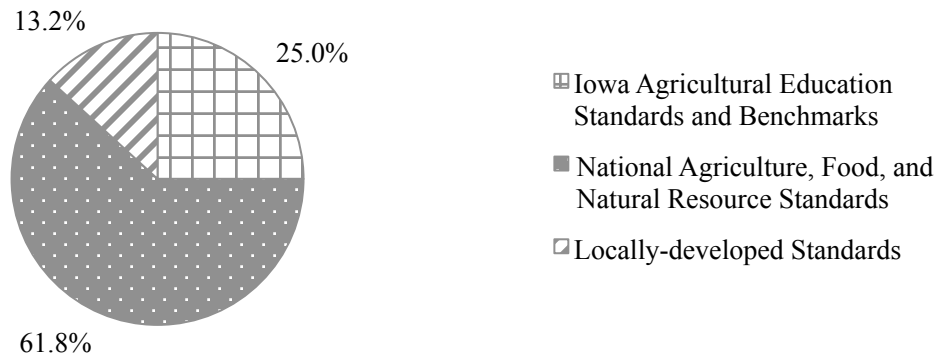 13.2%
25.0%
Iowa Agricultural Education
Standards and Benchmarks
National Agriculture, Food, and
Natural Resource Standards
Locally-developed Standards
61.8%